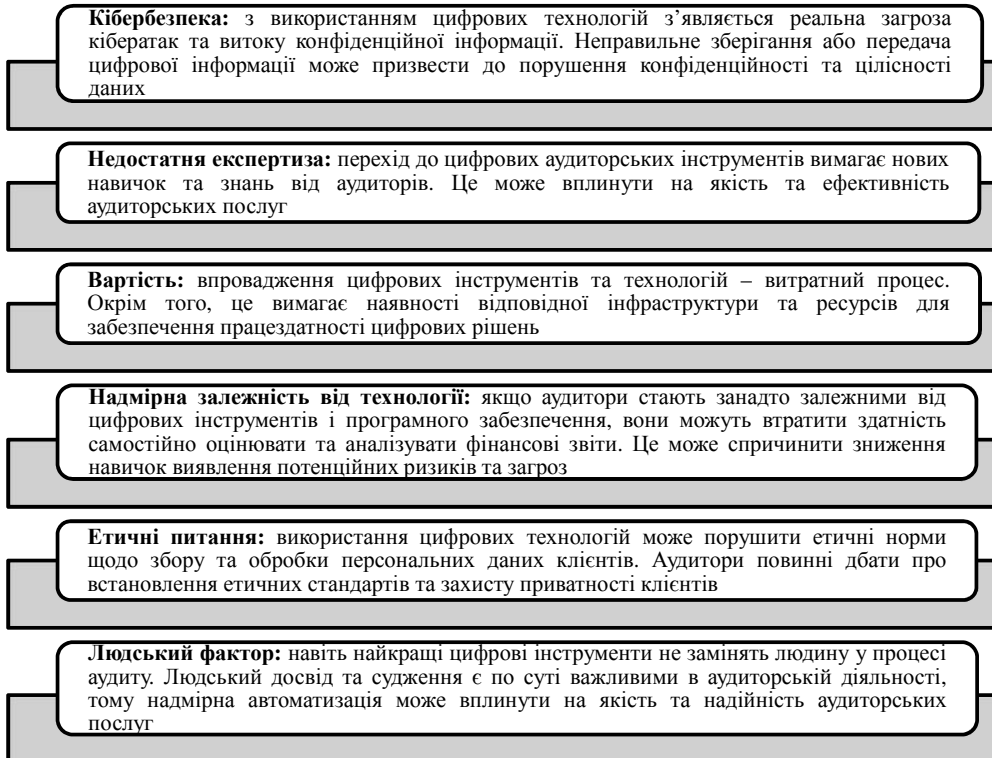 Кібербезпека: з використанням цифрових технологій з’являється реальна загроза
кібератак та витоку конфіденційної інформації. Неправильне зберігання або передача
цифрової інформації може призвести до порушення конфіденційності та цілісності
даних
Недостатня експертиза: перехід до цифрових аудиторських інструментів вимагає нових
навичок та знань від аудиторів. Це може вплинути на якість та ефективність
аудиторських послуг
Вартість: впровадження цифрових інструментів та технологій – витратний процес.
Окрім того, це вимагає наявності відповідної інфраструктури та ресурсів для
забезпечення працездатності цифрових рішень
Надмірна залежність від технології: якщо аудитори стають занадто залежними від
цифрових інструментів і програмного забезпечення, вони можуть втратити здатність
самостійно оцінювати та аналізувати фінансові звіти. Це може спричинити зниження
навичок виявлення потенційних ризиків та загроз
Етичні питання: використання цифрових технологій може порушити етичні норми
щодо збору та обробки персональних даних клієнтів. Аудитори повинні дбати про
встановлення етичних стандартів та захисту приватності клієнтів
Людський фактор: навіть найкращі цифрові інструменти не замінять людину у процесі
аудиту. Людський досвід та судження є по суті важливими в аудиторській діяльності,
тому надмірна автоматизація може вплинути на якість та надійність аудиторських
послуг